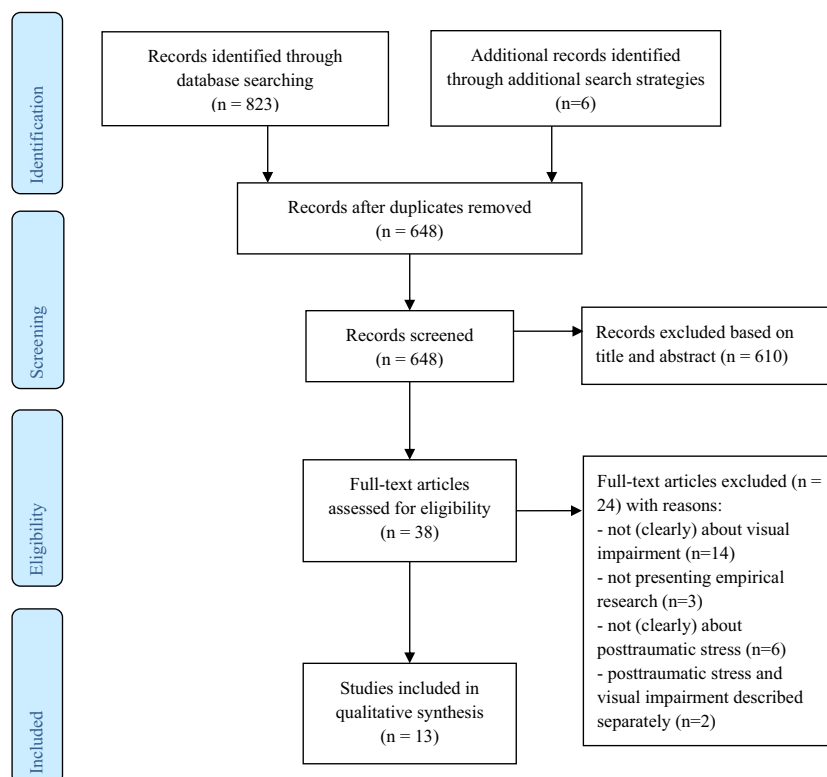 Identification
Records identified through
database searching
(n = 823)
Additional records identified
through additional search strategies
(n=6)
Records after duplicates removed
(n = 648)
Screening
Records screened
(n = 648)
Records excluded based on
title and abstract (n = 610)
Eligibility
Full-text articles
assessed for eligibility
(n = 38)
Full-text articles excluded (n =
24) with reasons:
- not (clearly) about visual
impairment (n=14)
- not presenting empirical
research (n=3)
- not (clearly) about
posttraumatic stress (n=6)
- posttraumatic stress and
visual impairment described
separately (n=2)
Included
Studies included in
qualitative synthesis
(n = 13)